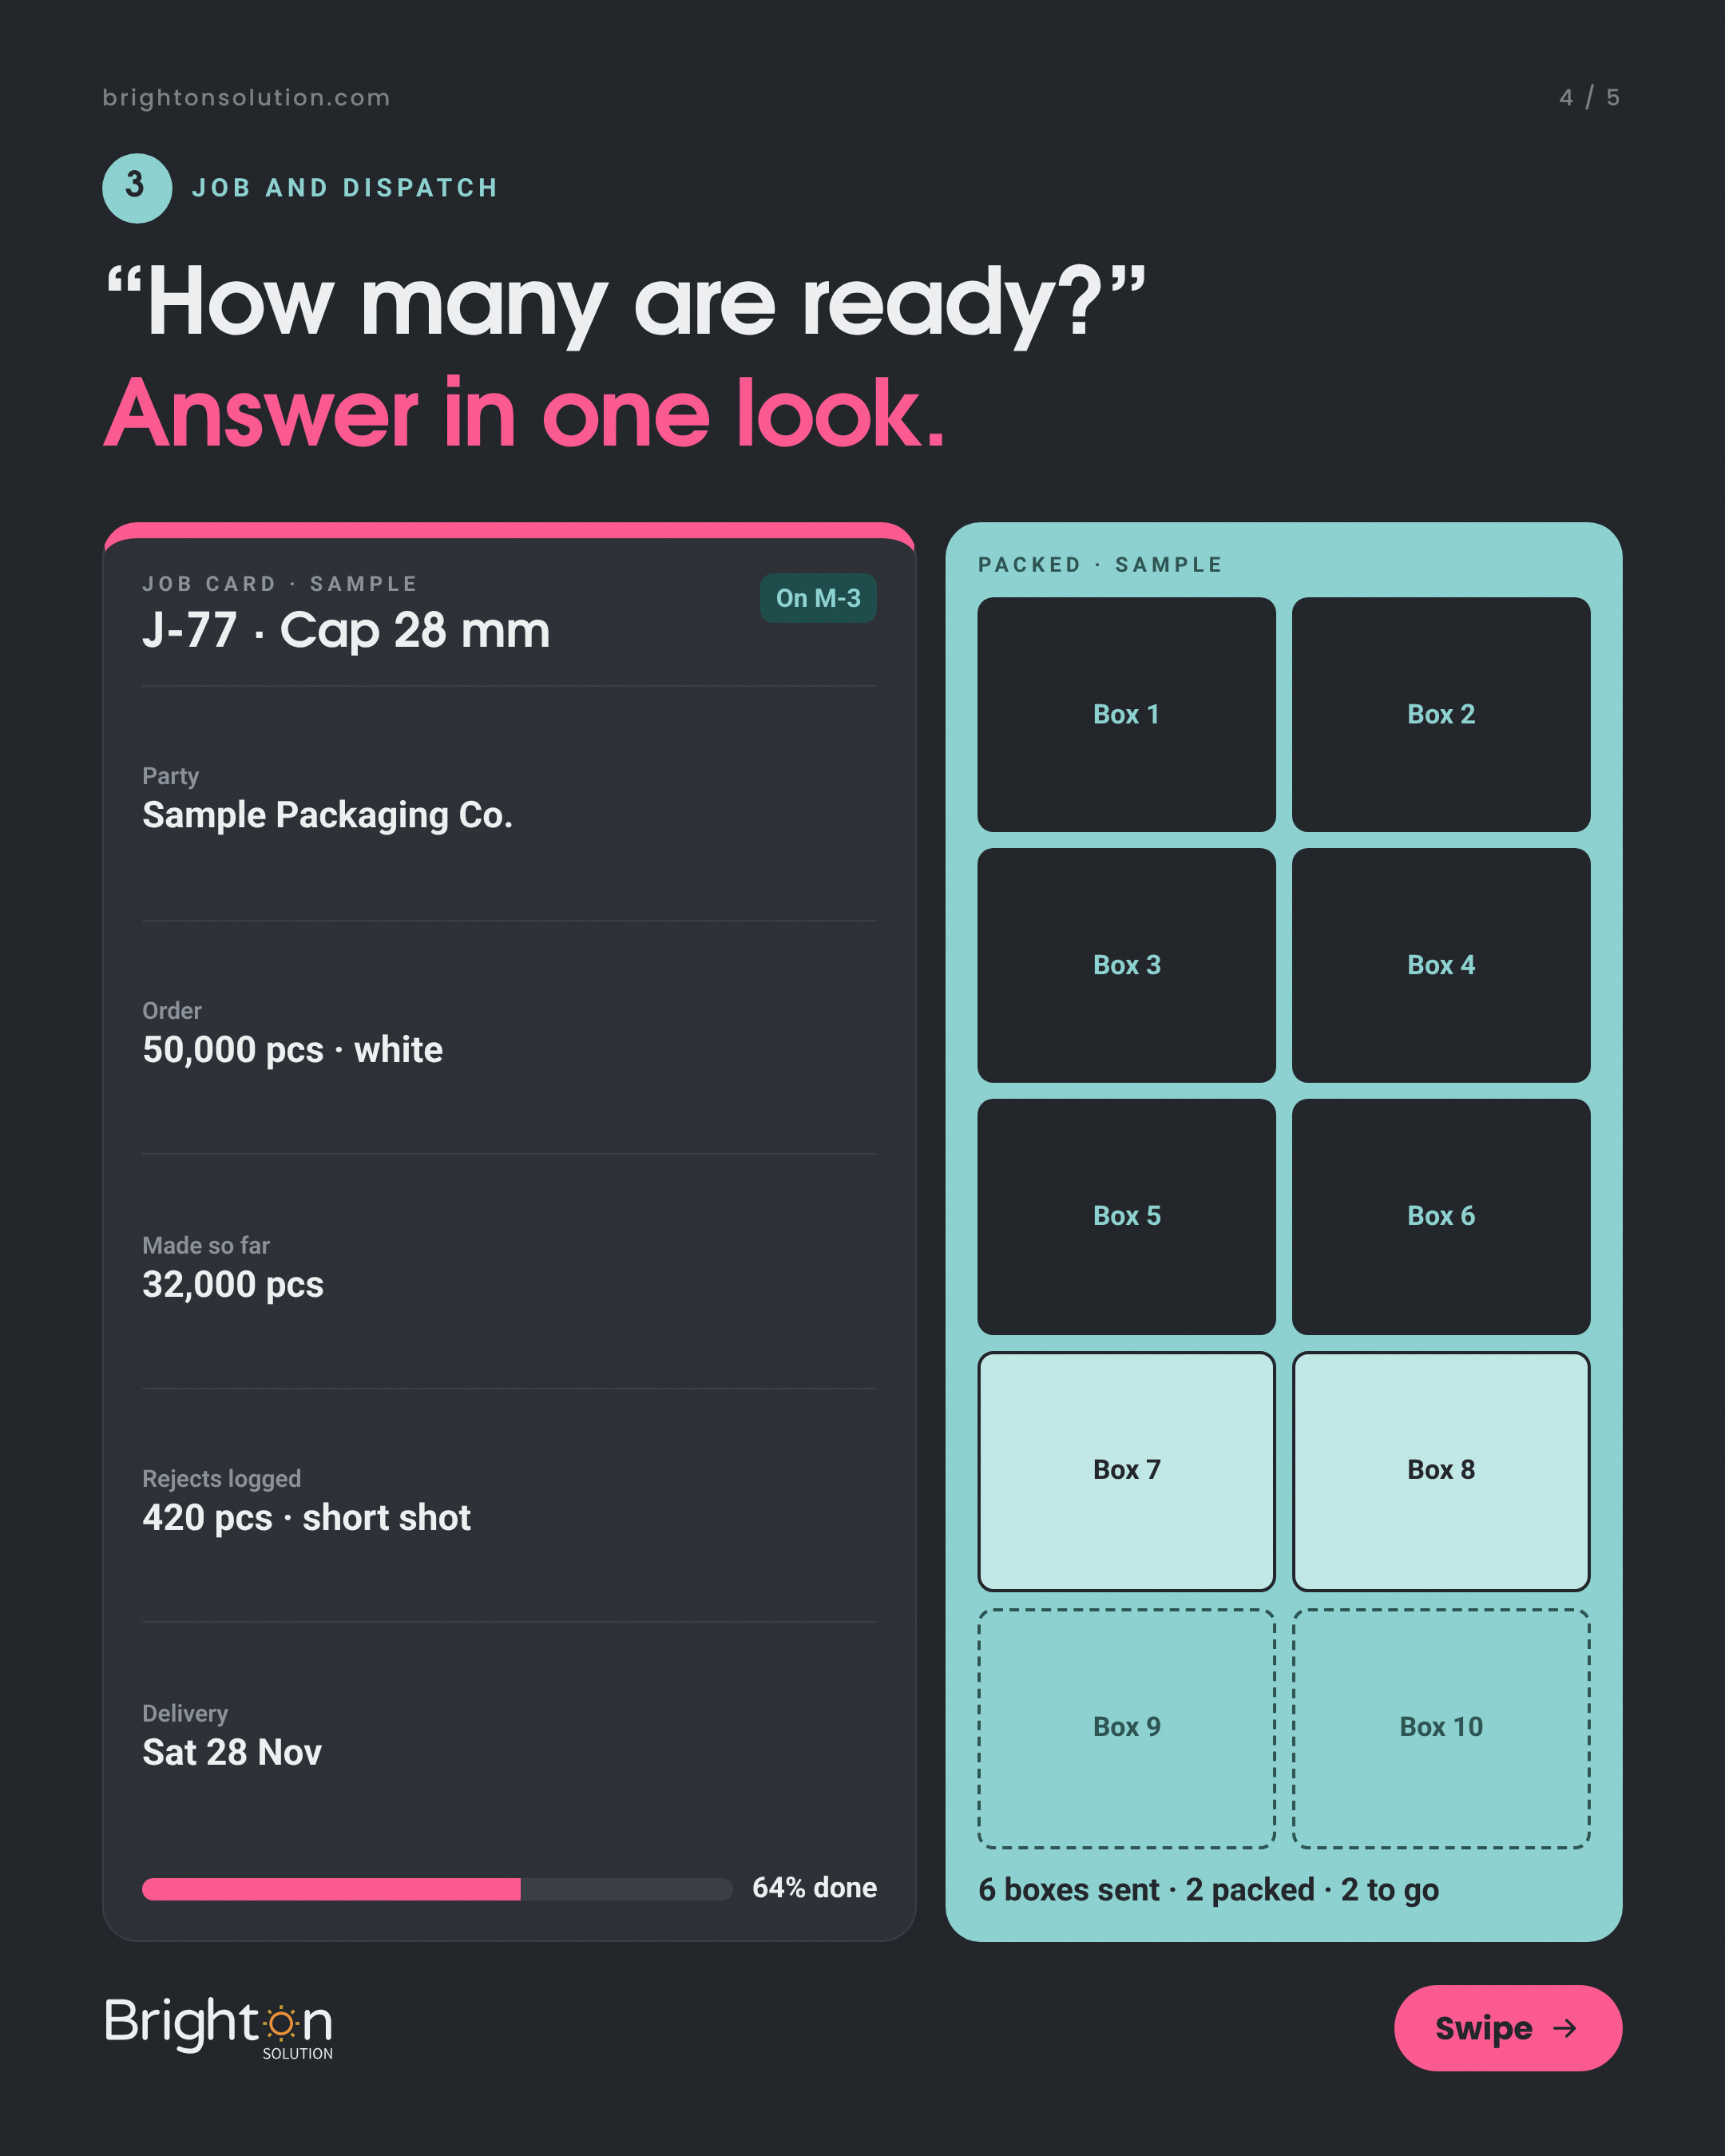 brightonsolution.com
4 / 5
3
JOB AND DISPATCH
“How many are ready?”
Answer in one look.
JOB CARD · SAMPLE
On M-3
J-77 · Cap 28 mm
Party
Sample Packaging Co.
Order
50,000 pcs · white
Made so far
32,000 pcs
Rejects logged
420 pcs · short shot
Delivery
Sat 28 Nov
64% done
PACKED · SAMPLE
Box 1
Box 2
Box 3
Box 4
Box 5
Box 6
Box 7
Box 8
Box 9
Box 10
6 boxes sent · 2 packed · 2 to go
Brighton
SOLUTION
Swipe →